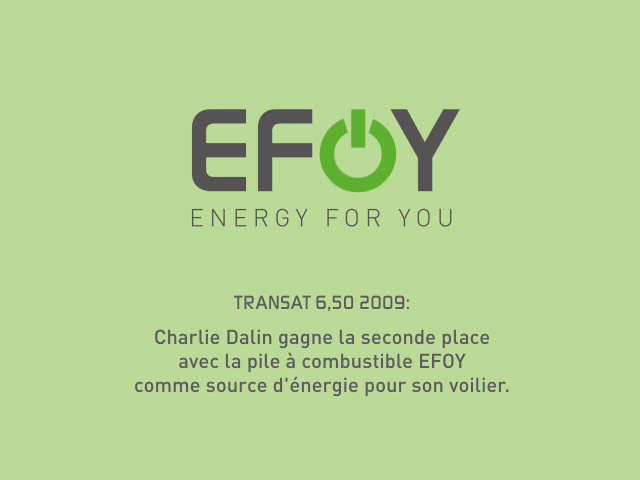 EFOY
ENERGY FOR YOU
TRANSAT 6,50 2009:
Charlie Dalin gagne la seconde place
avec la pile à combustible EFOY
comme source d'énergie pour son voilier.